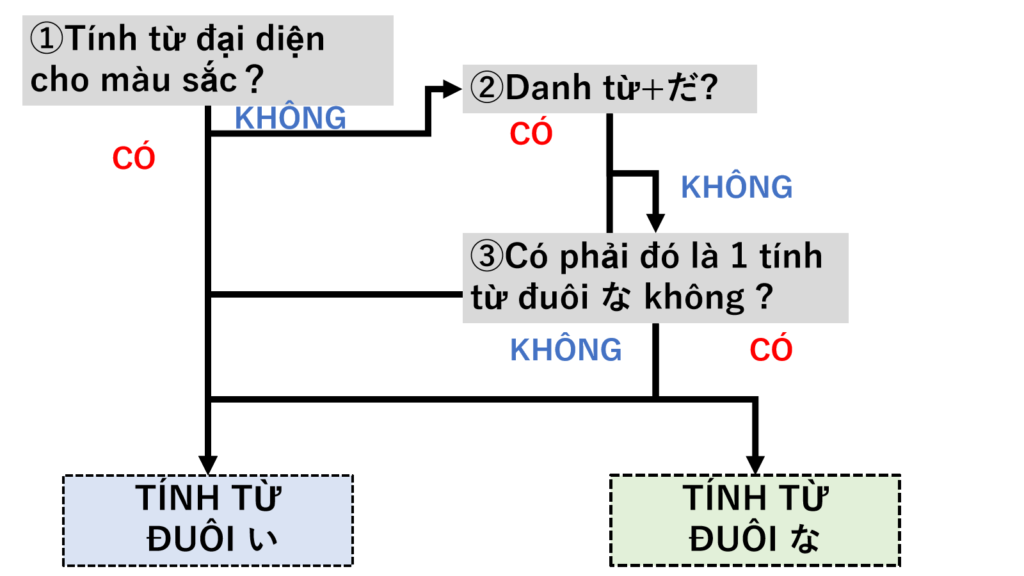 ①Tính từ đại diện
cho màu sắc？
KHÔNG
CÓ
②Danh từ+だ?
CÓ
KHÔNG
③Có phải đó là 1 tính
từ đuôi な không？
KHÔNG
CÓ
TÍNH TỪ
ĐUÔI い
TÍNH TỪ
ĐUÔI な